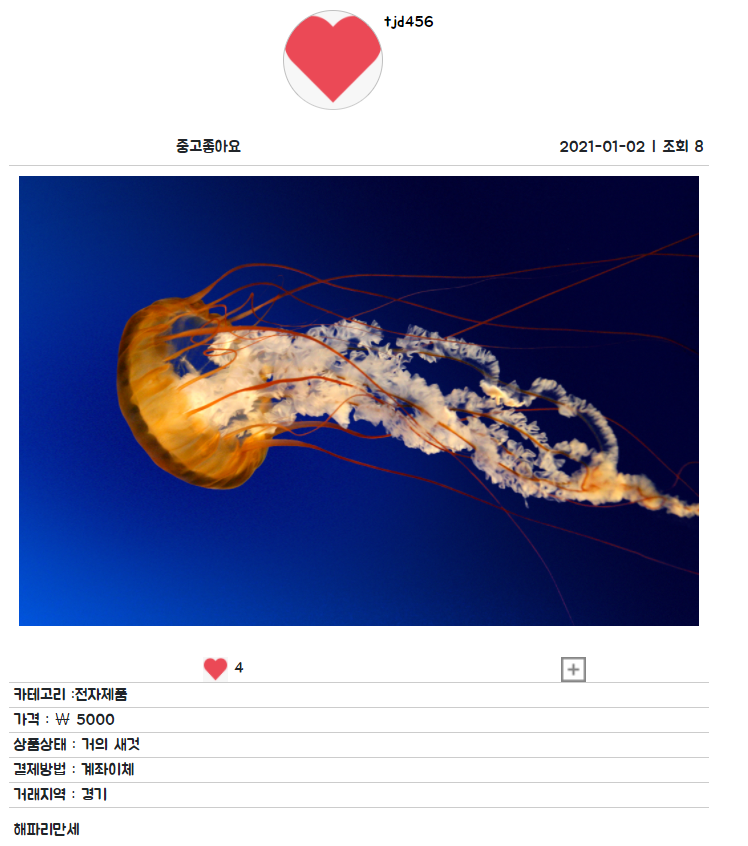 tjd456
중고좋아요
2021-01-02 | 조회 8
4
카테고리 :전자제품
가격 : ₩ 5000
상품상태 : 거의 새것
결제방법 : 계좌이체
거래지역 : 경기
해파리만세